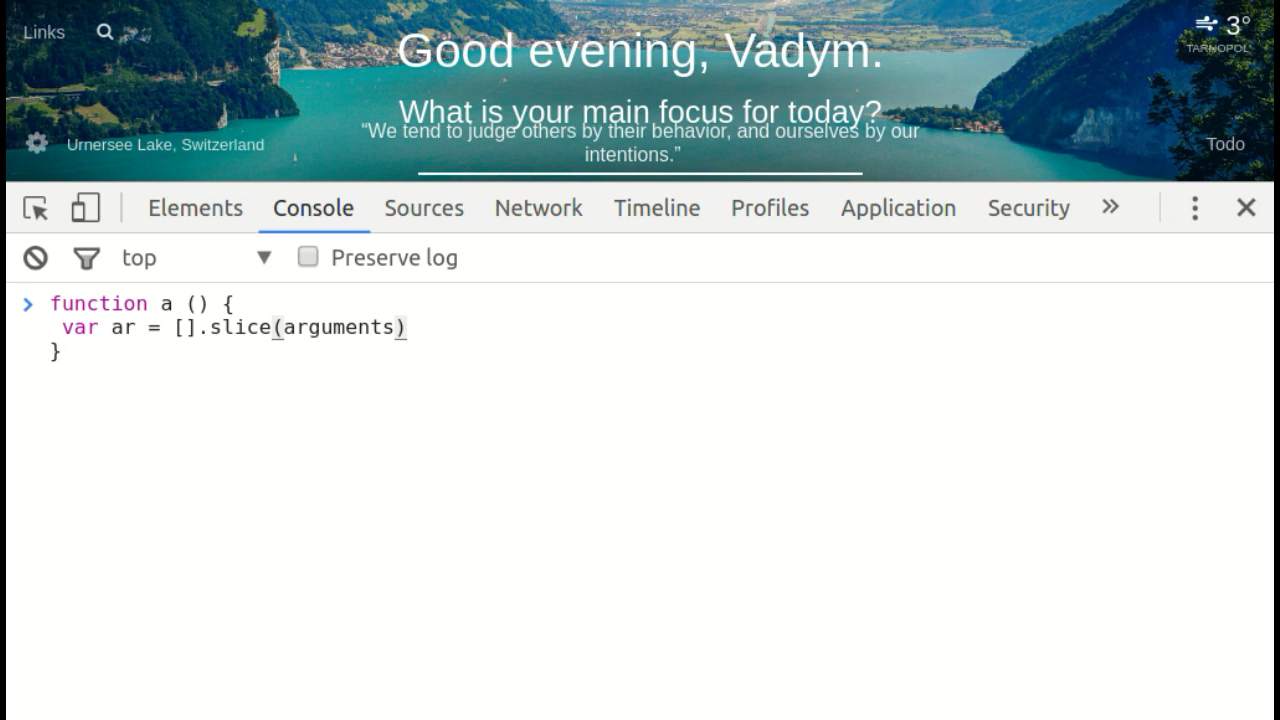 Links
3°
TARNOPOL
Good evening, Vadym.
What is your main focus for today?
“We tend to judge others by their behavior, and ourselves by our
intentions.”
Urnersee Lake, Switzerland
Todo
Elements Console Sources Network Timeline Profiles Application Security
top Preserve log
function a () {
var ar = [].slice(arguments)
}